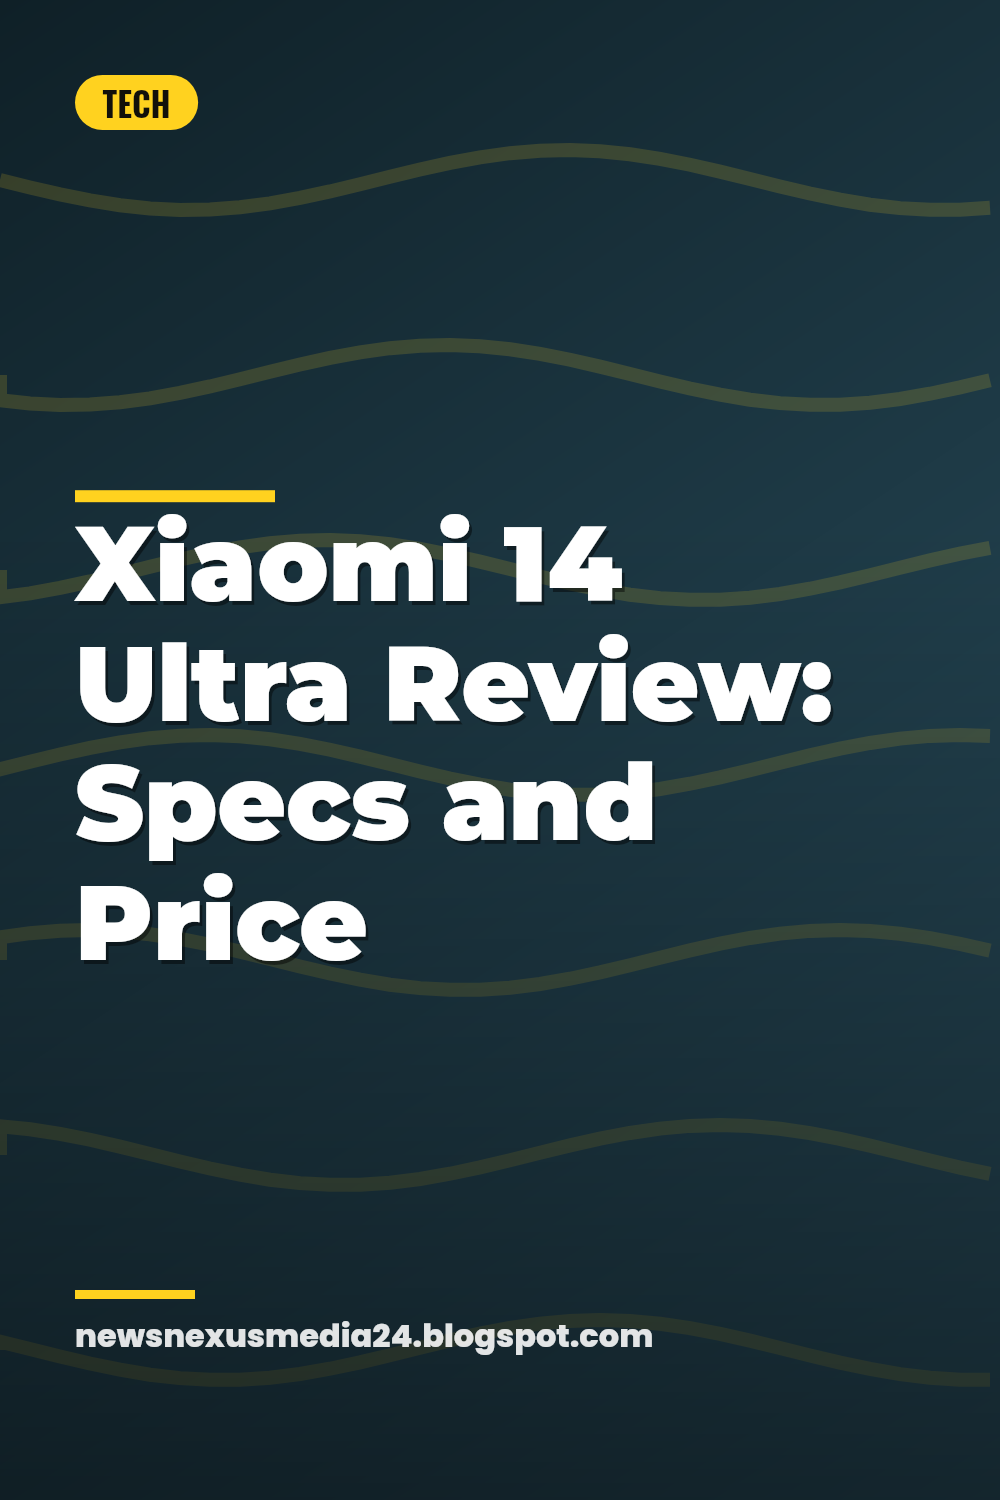 TECH
Xiaomi 14
Ultra Review:
Specs and
Price
newsnexusmedia24.blogspot.com